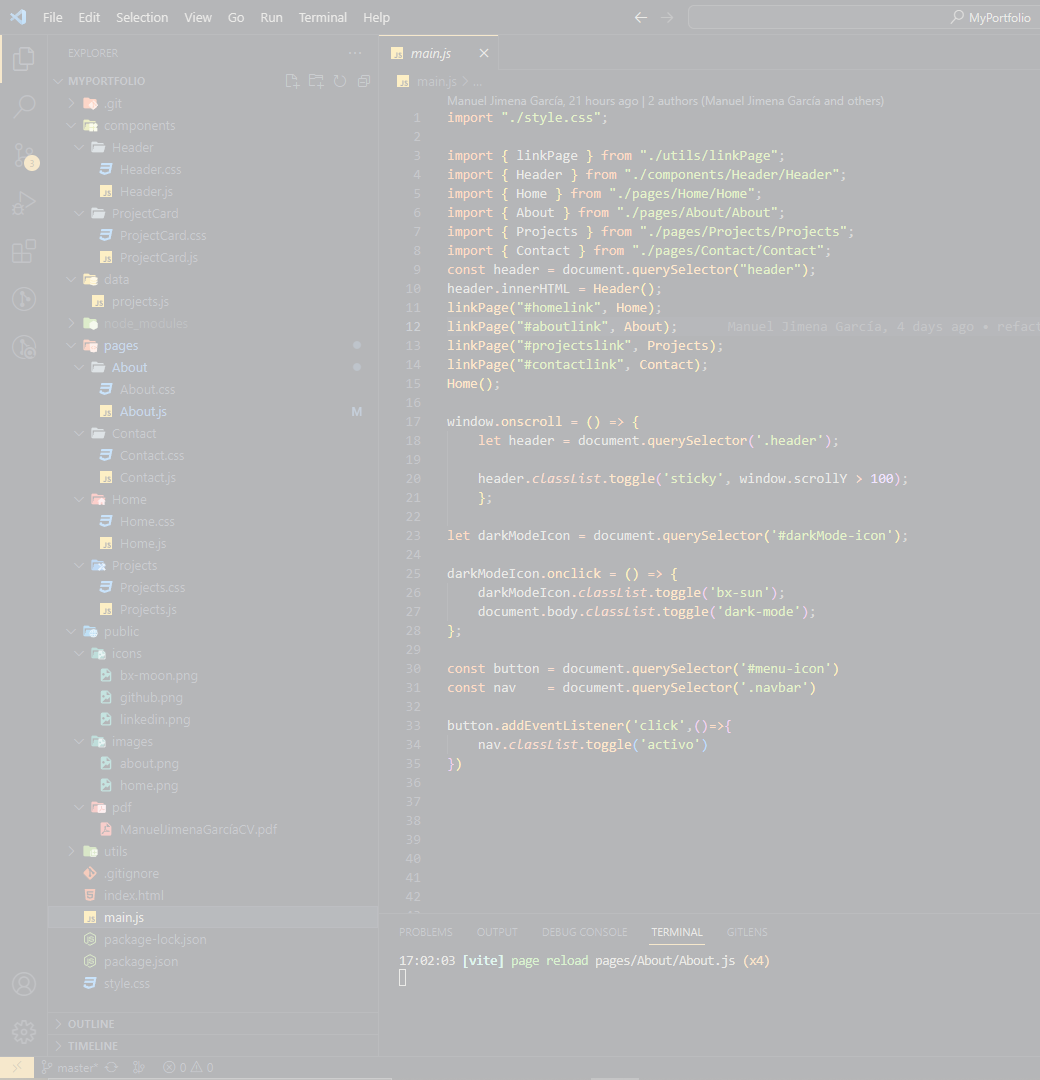 File Edit Selection View Go Run Terminal Help
MyPortfolio
EXPLORER
MYPORTFOLIO
.git
components
Header
Header.css
Header.js
ProjectCard
ProjectCard.css
ProjectCard.js
data
projects.js
node_modules
pages
About
About.css
About.js M
Contact
Contact.css
Contact.js
Home
Home.css
Home.js
Projects
Projects.css
Projects.js
public
icons
bx-moon.png
github.png
linkedin.png
images
about.png
home.png
pdf
ManuelJimenaGarcíaCV.pdf
utils
.gitignore
index.html
main.js
package-lock.json
package.json
style.css
OUTLINE
TIMELINE
3
main.js
main.js > ...
Manuel Jimena García, 21 hours ago | 2 authors (Manuel Jimena García and others)
1 import "./style.css";
2
3 import { linkPage } from "./utils/linkPage";
4 import { Header } from "./components/Header/Header";
5 import { Home } from "./pages/Home/Home";
6 import { About } from "./pages/About/About";
7 import { Projects } from "./pages/Projects/Projects";
8 import { Contact } from "./pages/Contact/Contact";
9 const header = document.querySelector("header");
10 header.innerHTML = Header();
11 linkPage("#homelink", Home);
12 linkPage("#aboutlink", About); Manuel Jimena García, 4 days ago • refact
13 linkPage("#projectslink", Projects);
14 linkPage("#contactlink", Contact);
15 Home();
16
17 window.onscroll = () => {
18 let header = document.querySelector('.header');
19
20 header.classList.toggle('sticky', window.scrollY > 100);
21 };
22
23 let darkModeIcon = document.querySelector('#darkMode-icon');
24
25 darkModeIcon.onclick = () => {
26 darkModeIcon.classList.toggle('bx-sun');
27 document.body.classList.toggle('dark-mode');
28 };
29
30 const button = document.querySelector('#menu-icon')
31 const nav = document.querySelector('.navbar')
32
33 button.addEventListener('click',()=>{
34 nav.classList.toggle('activo')
35 })
36
37
38
39
40
41
42
PROBLEMS OUTPUT DEBUG CONSOLE TERMINAL GITLENS
17:02:03 [vite] page reload pages/About/About.js (x4)
master* 0 0